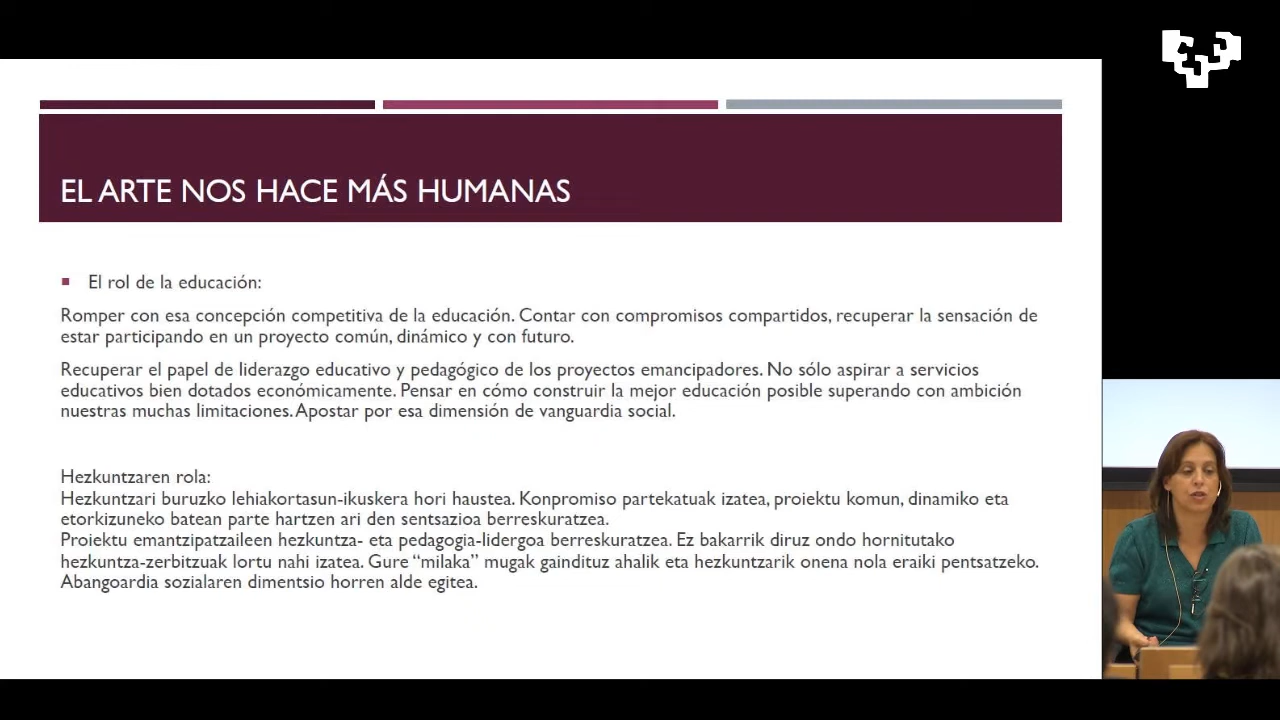 EL ARTE NOS HACE MÁS HUMANAS
El rol de la educación:
Romper con esa concepción competitiva de la educación. Contar con compromisos compartidos, recuperar la sensación de
estar participando en un proyecto común, dinámico y con futuro.
Recuperar el papel de liderazgo educativo y pedagógico de los proyectos emancipadores. No sólo aspirar a servicios
educativos bien dotados económicamente. Pensar en cómo construir la mejor educación posible superando con ambición
nuestras muchas limitaciones. Apostar por esa dimensión de vanguardia social.
Hezkuntzaren rola:
Hezkuntzari buruzko lehiakortasun-ikuskera hori haustea. Konpromiso partekatuak izatea, proiektu komun, dinamiko eta
etorkizuneko batean parte hartzen ari den sentsazioa berreskuratzea.
Proiektu emantzipatzaileen hezkuntza- eta pedagogia-lidergoa berreskuratzea. Ez bakarrik diruz ondo hornitutako
hezkuntza-zerbitzuak lortu nahi izatea. Gure “milaka” mugak gaindituz ahalik eta hezkuntzarik onena nola eraiki pentsatzeko.
Abangoardia sozialaren dimentsio horren alde egitea.